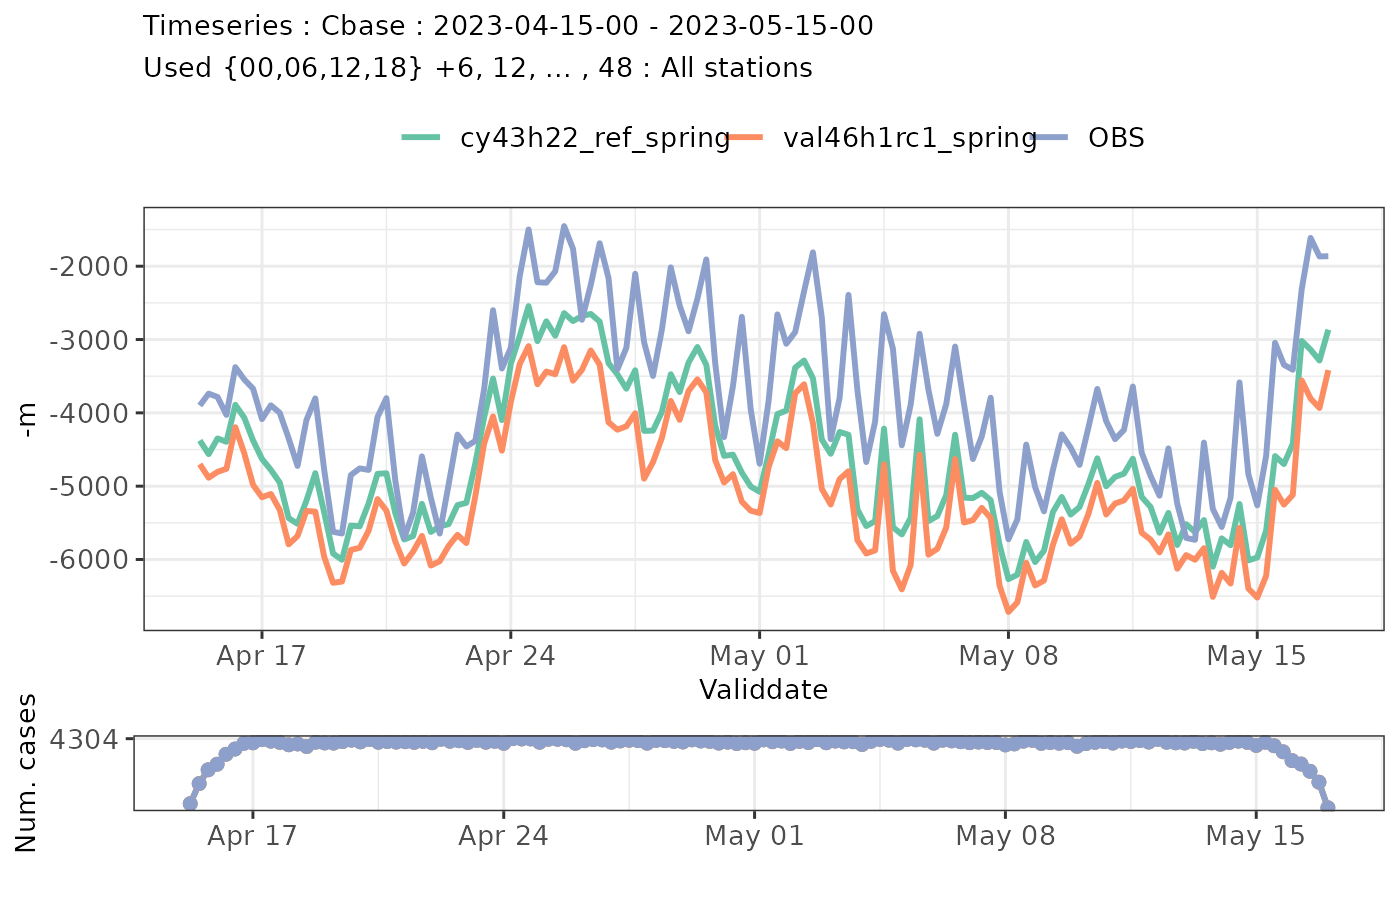 Timeseries : Cbase : 2023-04-15-00 - 2023-05-15-00
Used {00,06,12,18} +6, 12, ... , 48 : All stations
cy43h22_ref_spring val46h1rc1_spring OBS
-2000
-3000
-4000
-5000
-6000
-m
Apr 17 Apr 24 May 01 May 08 May 15
Validdate
4304
Num. cases
Apr 17 Apr 24 May 01 May 08 May 15